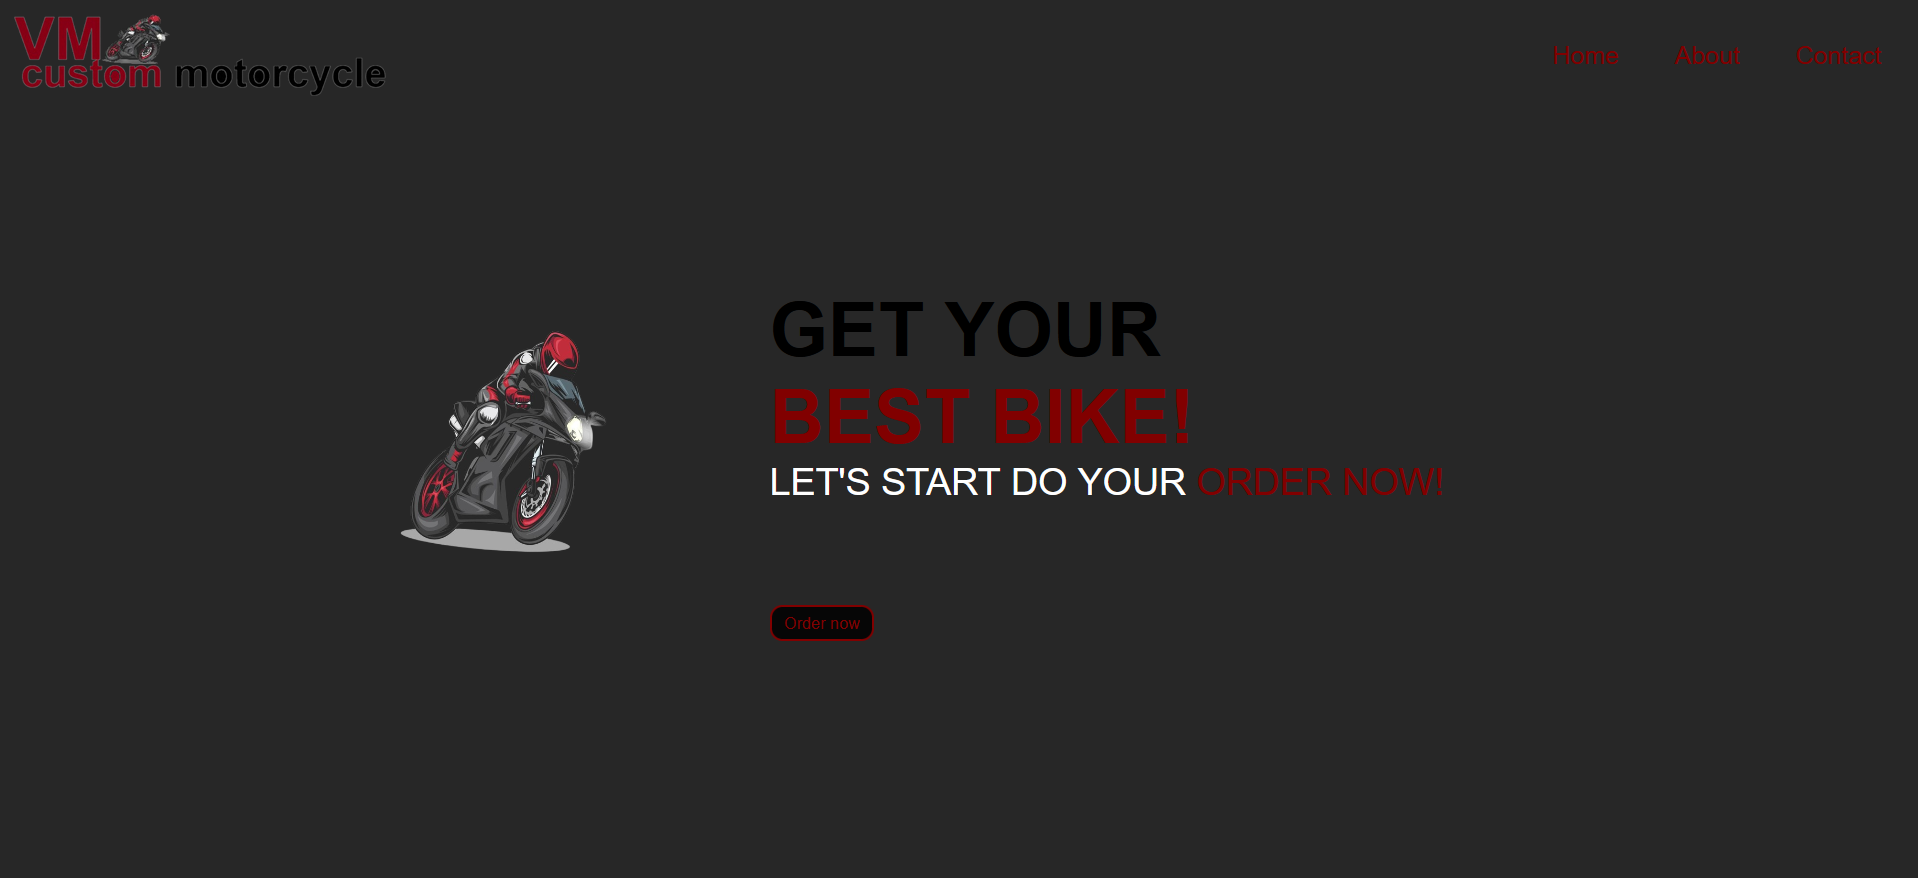 VM
custom motorcycle
Home About Contact
GET YOUR
BEST BIKE!
LET'S START DO YOUR ORDER NOW!
Order now